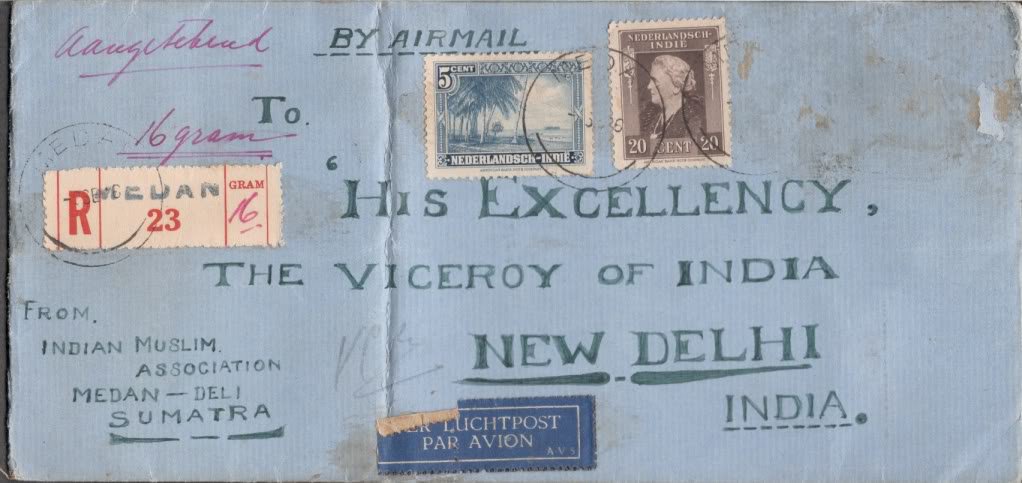 Aangetekend
BY AIRMAIL
To.
16 gram
5 CENT
NEDERLANDSCH-INDIE
NEDERLANDSCH-
INDIE
20 CENT 20
MEDAN
R
23
GRAM
16
"HIS EXCELLENCY,
THE VICEROY OF INDIA
NEW DELHI
INDIA.
FROM.
INDIAN MUSLIM.
ASSOCIATION
MEDAN — DELI
SUMATRA
PER LUCHTPOST
PAR AVION
AVS